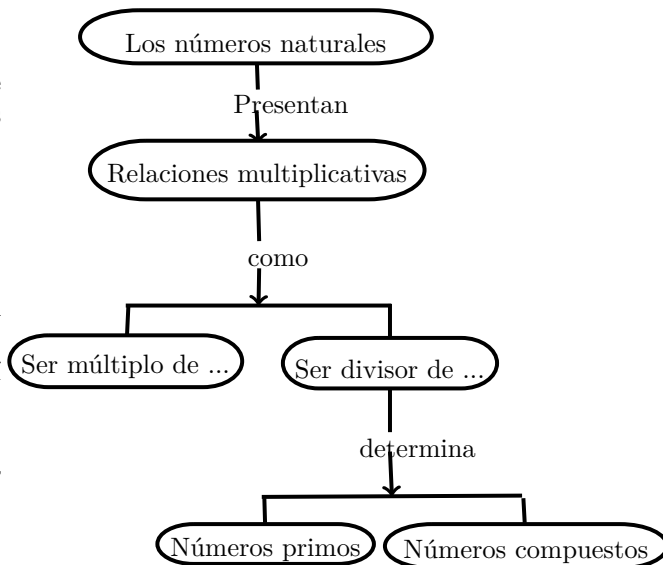 Los números naturales
Presentan
Relaciones multiplicativas
como
Ser múltiplo de ...
Ser divisor de ...
determina
Números primos
Números compuestos